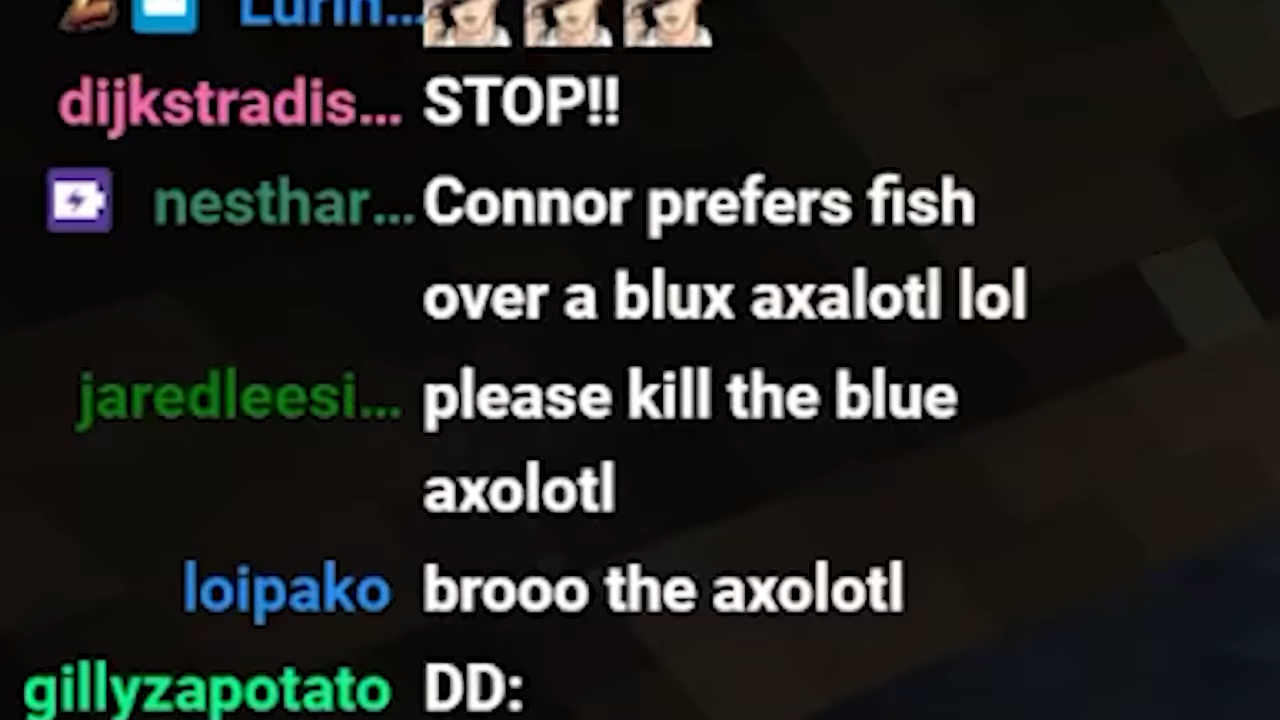 Lurin...
dijkstradis... STOP!!
nesthar... Connor prefers fish
over a blux axalotl lol
jaredleesi... please kill the blue
axolotl
loipako brooo the axolotl
gillyzapotato DD: